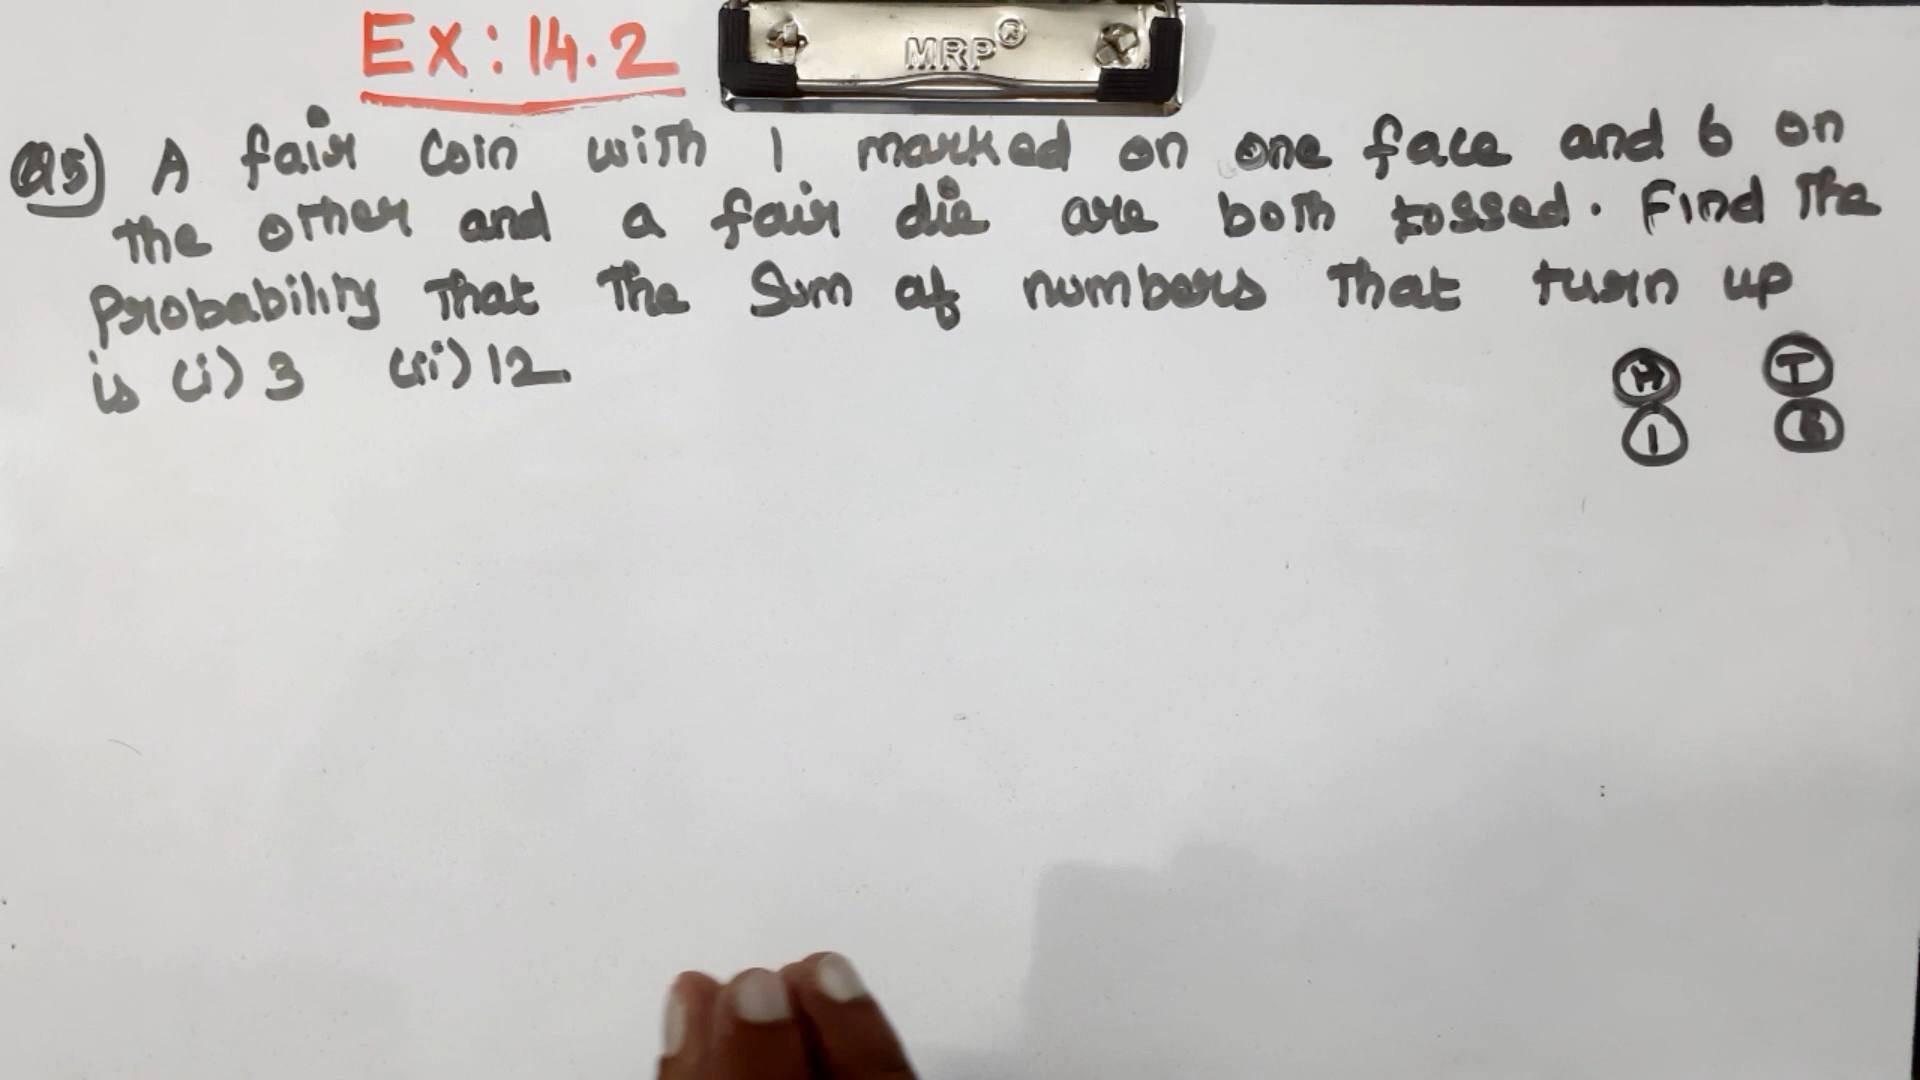 Ex: 14.2
MRP®
Q5) A fair coin with 1 marked on one face and 6 on
the other and a fair die are both tossed. Find the
Probability that the Sum of numbers that turn up
is (i) 3 (ii) 12.
H T
1 6